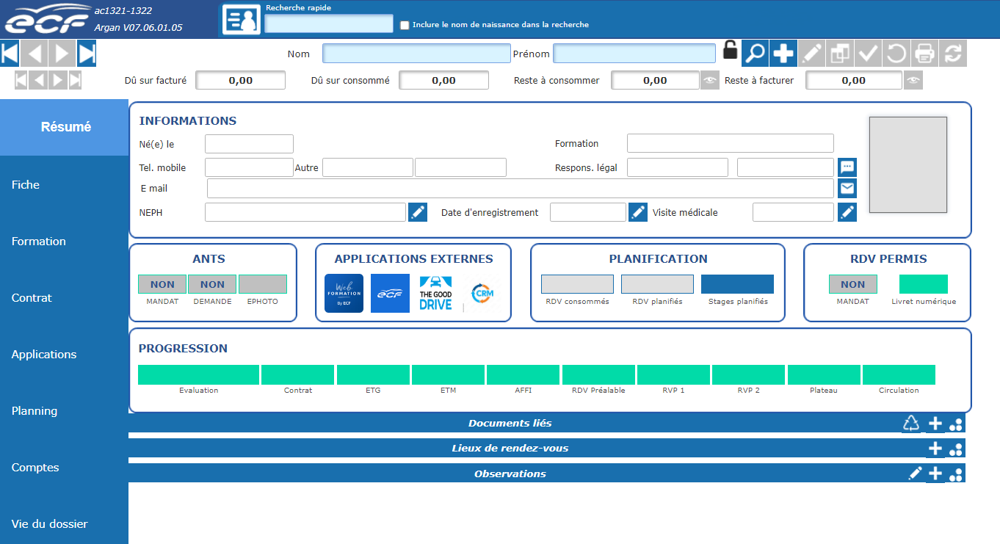 ecf
ac1321-1322
Argan V07.06.01.05
Recherche rapide
Inclure le nom de naissance dans la recherche
Nom
Prénom
Dû sur facturé 0,00
Dû sur consommé 0,00
Reste à consommer 0,00
Reste à facturer 0,00
Résumé
Fiche
Formation
Contrat
Applications
Planning
Comptes
Vie du dossier
INFORMATIONS
Né(e) le
Formation
Tel. mobile
Autre
Respons. légal
E mail
NEPH
Date d'enregistrement
Visite médicale
ANTS
NON
NON
MANDAT
DEMANDE
EPHOTO
APPLICATIONS EXTERNES
Web
FORMATION
By ECF
ecf
THE GOOD
DRIVE
CRM
PLANIFICATION
RDV consommés
RDV planifiés
Stages planifiés
RDV PERMIS
NON
MANDAT
Livret numérique
PROGRESSION
Evaluation
Contrat
ETG
ETM
AFFI
RDV Préalable
RVP 1
RVP 2
Plateau
Circulation
Documents liés
Lieux de rendez-vous
Observations